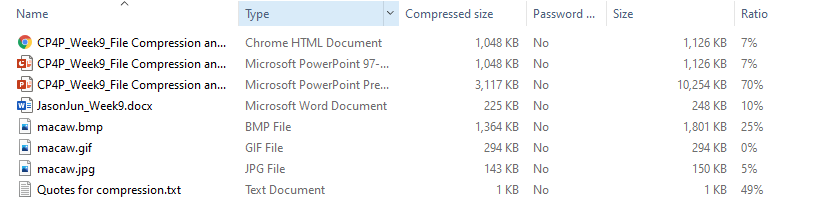 Name Type Compressed size Password ... Size Ratio
CP4P_Week9_File Compression an... Chrome HTML Document 1,048 KB No 1,126 KB 7%
CP4P_Week9_File Compression an... Microsoft PowerPoint 97-... 1,048 KB No 1,126 KB 7%
CP4P_Week9_File Compression an... Microsoft PowerPoint Pre... 3,117 KB No 10,254 KB 70%
JasonJun_Week9.docx Microsoft Word Document 225 KB No 248 KB 10%
macaw.bmp BMP File 1,364 KB No 1,801 KB 25%
macaw.gif GIF File 294 KB No 294 KB 0%
macaw.jpg JPG File 143 KB No 150 KB 5%
Quotes for compression.txt Text Document 1 KB No 1 KB 49%